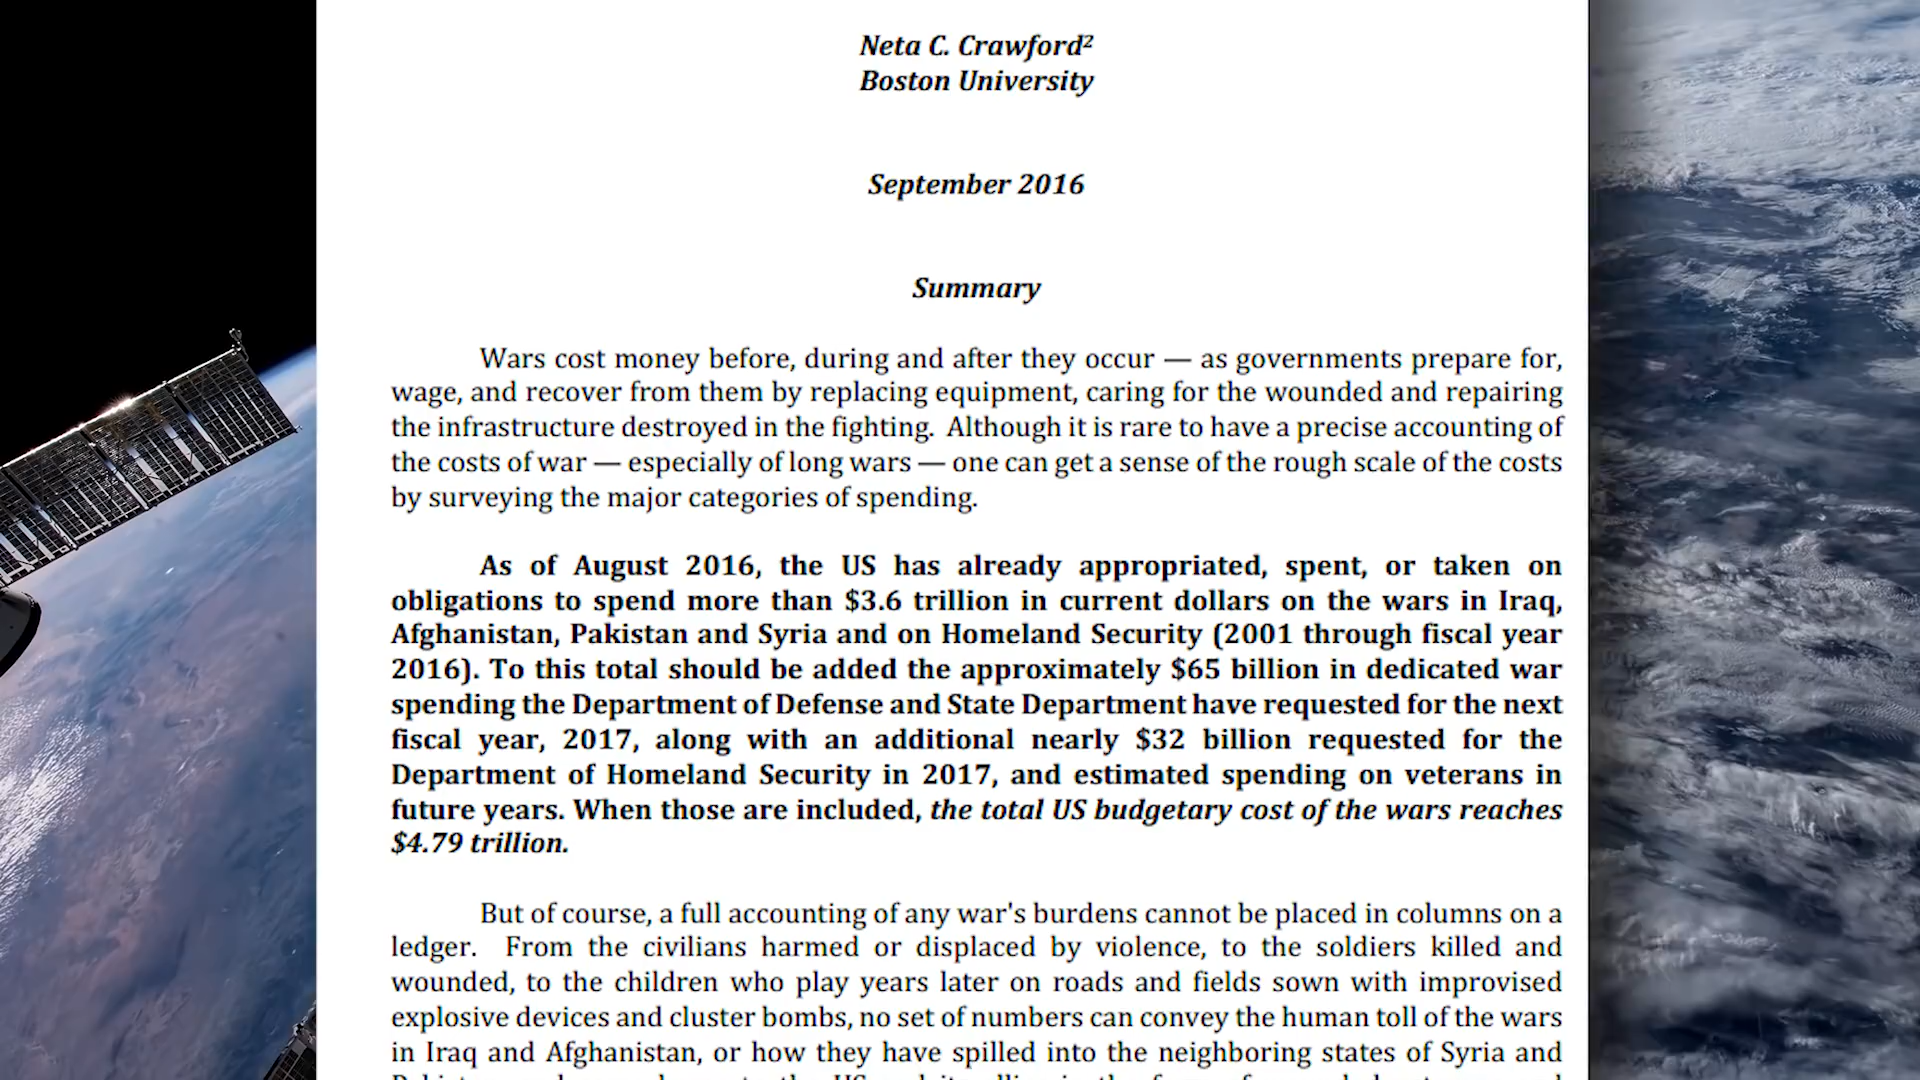 Neta C. Crawford²
Boston University
September 2016
Summary
Wars cost money before, during and after they occur — as governments prepare for,
wage, and recover from them by replacing equipment, caring for the wounded and repairing
the infrastructure destroyed in the fighting. Although it is rare to have a precise accounting of
the costs of war — especially of long wars — one can get a sense of the rough scale of the costs
by surveying the major categories of spending.
As of August 2016, the US has already appropriated, spent, or taken on
obligations to spend more than $3.6 trillion in current dollars on the wars in Iraq,
Afghanistan, Pakistan and Syria and on Homeland Security (2001 through fiscal year
2016). To this total should be added the approximately $65 billion in dedicated war
spending the Department of Defense and State Department have requested for the next
fiscal year, 2017, along with an additional nearly $32 billion requested for the
Department of Homeland Security in 2017, and estimated spending on veterans in
future years. When those are included, the total US budgetary cost of the wars reaches
$4.79 trillion.
But of course, a full accounting of any war's burdens cannot be placed in columns on a
ledger. From the civilians harmed or displaced by violence, to the soldiers killed and
wounded, to the children who play years later on roads and fields sown with improvised
explosive devices and cluster bombs, no set of numbers can convey the human toll of the wars
in Iraq and Afghanistan, or how they have spilled into the neighboring states of Syria and